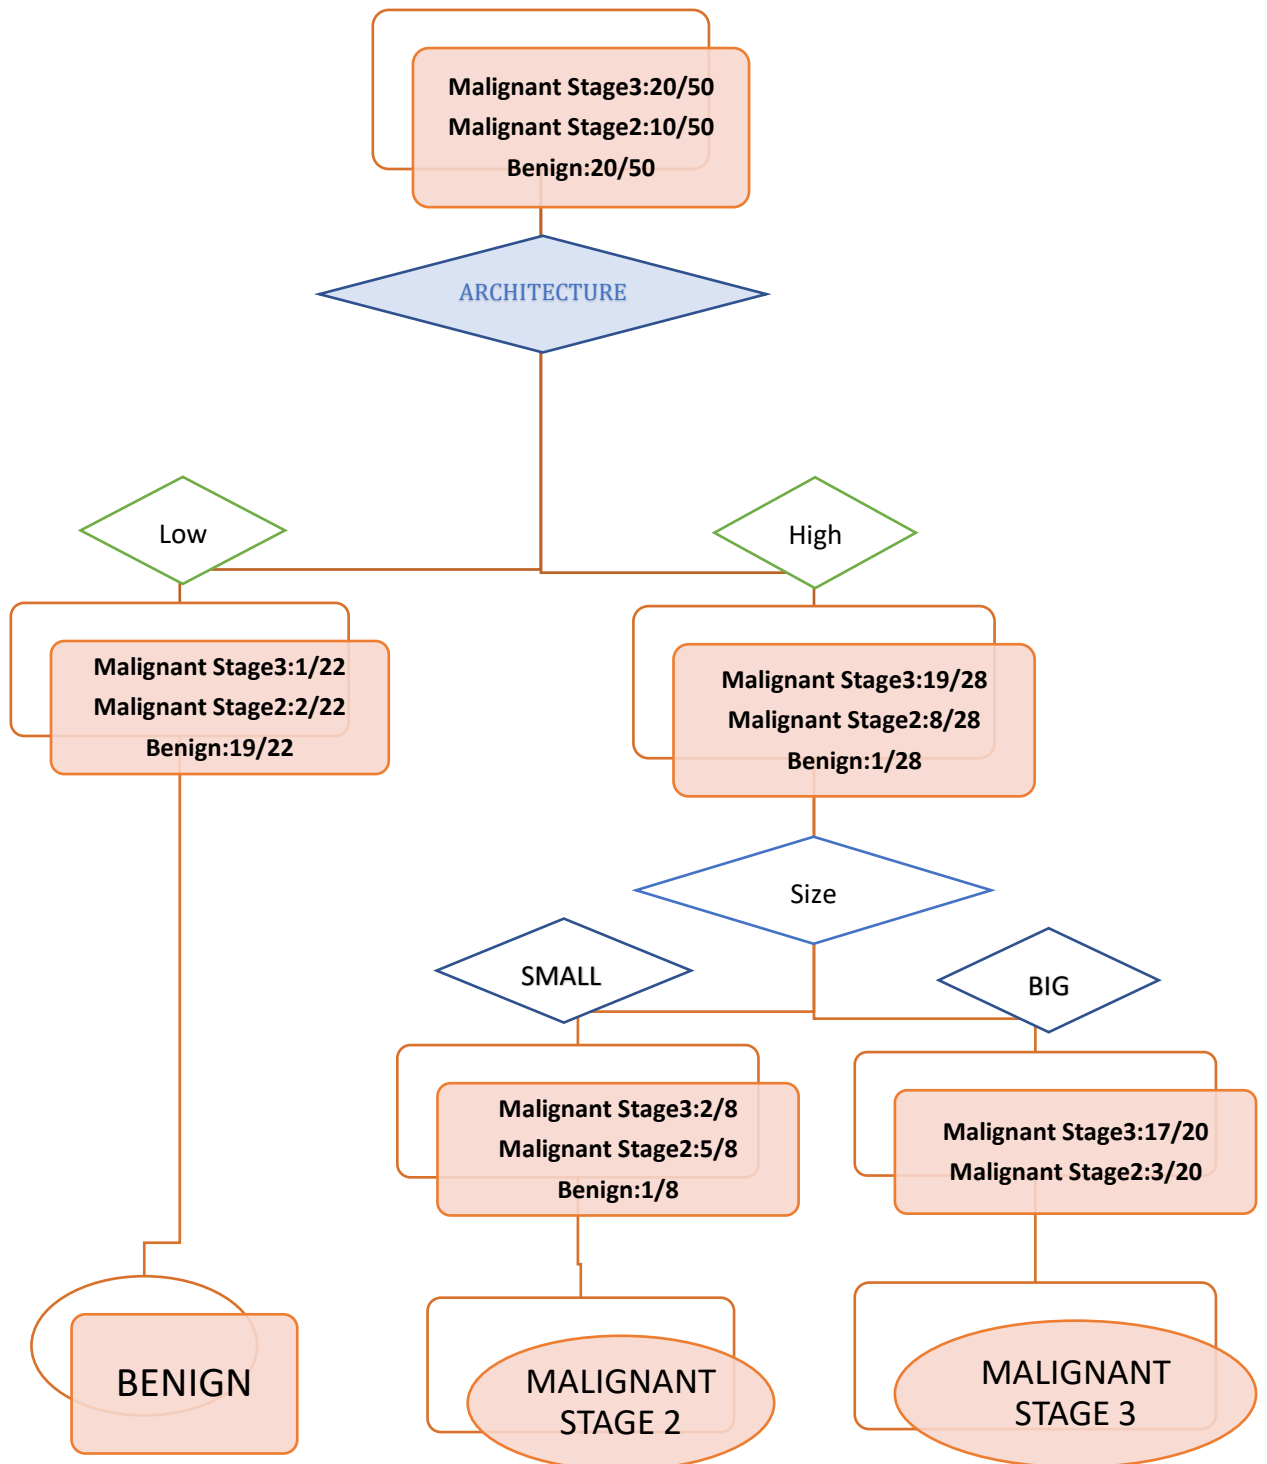 Malignant Stage3:20/50
Malignant Stage2:10/50
Benign:20/50
ARCHITECTURE
Low
High
Malignant Stage3:1/22
Malignant Stage2:2/22
Benign:19/22
Malignant Stage3:19/28
Malignant Stage2:8/28
Benign:1/28
Size
SMALL
BIG
Malignant Stage3:2/8
Malignant Stage2:5/8
Benign:1/8
Malignant Stage3:17/20
Malignant Stage2:3/20
BENIGN
MALIGNANT
STAGE 2
MALIGNANT
STAGE 3